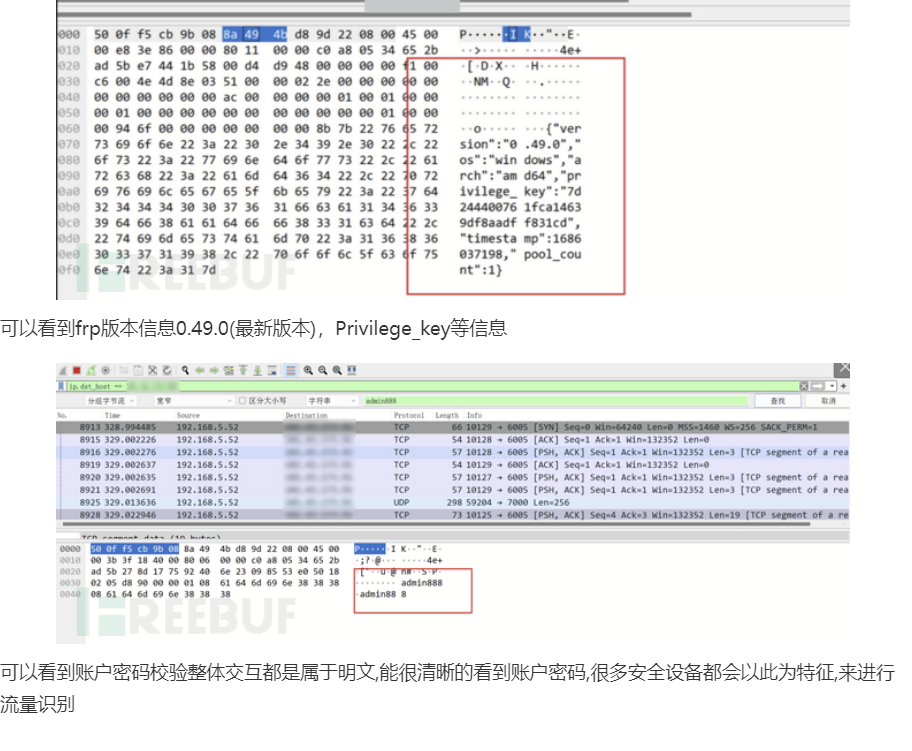 000 50 0f f5 cb 9b 08 8a 49 4b d8 9d 22 08 00 45 00 P·····I K··"··E·
010 00 e8 3e 86 00 00 80 11 00 00 c0 a8 05 34 65 2b ··>····· ·····4e+
020 ad 5b e7 44 1b 58 00 d4 d9 48 00 00 00 00 f1 00 ·[·D·X·· ·H······
030 c6 00 4e 4d 8e 03 51 00 00 02 2e 00 00 00 00 00 ··NM··Q· ··.·····
040 00 00 00 00 00 00 ac 00 00 00 00 01 00 01 00 00 ········ ········
050 00 01 00 00 00 00 00 00 00 00 00 00 00 01 00 00 ········ ········
060 00 94 6f 00 00 00 00 00 00 00 8b 7b 22 76 65 72 ··o····· ···{"ver
070 73 69 6f 6e 22 3a 22 30 2e 34 39 2e 30 22 2c 22 sion":"0 .49.0","
080 6f 73 22 3a 22 77 69 6e 64 6f 77 73 22 2c 22 61 os":"win dows","a
090 72 63 68 22 3a 22 61 6d 64 36 34 22 2c 22 70 72 rch":"am d64","pr
0a0 69 76 69 6c 65 67 65 5f 6b 65 79 22 3a 22 37 64 ivilege_ key":"7d
0b0 32 34 34 34 30 30 37 36 31 66 63 61 31 34 36 33 24440076 1fca1463
0c0 39 64 66 38 61 61 64 66 66 38 33 31 63 64 22 2c 9df8aadf f831cd",
0d0 22 74 69 6d 65 73 74 61 6d 70 22 3a 31 36 38 36 "timesta mp":1686
0e0 30 33 37 31 39 38 2c 22 70 6f 6f 6c 5f 63 6f 75 037198," pool_cou
0f0 6e 74 22 3a 31 7d nt":1}
FREEBUF
可以看到frp版本信息0.49.0(最新版本)，Privilege_key等信息
ip.dst_host ==
分组字节流 宽窄 区分大小写 字符串 admin888 查找 取消
No. Time Source Destination Protocol Length Info
8913 328.994485 192.168.5.52 TCP 66 10129 → 6005 [SYN] Seq=0 Win=64240 Len=0 MSS=1460 WS=256 SACK_PERM=1
8915 329.002226 192.168.5.52 TCP 54 10128 → 6005 [ACK] Seq=1 Ack=1 Win=132352 Len=0
8916 329.002276 192.168.5.52 TCP 57 10128 → 6005 [PSH, ACK] Seq=1 Ack=1 Win=132352 Len=3 [TCP segment of a rea
8919 329.002637 192.168.5.52 TCP 54 10129 → 6005 [ACK] Seq=1 Ack=1 Win=132352 Len=0
8920 329.002635 192.168.5.52 TCP 57 10127 → 6005 [PSH, ACK] Seq=1 Ack=1 Win=132352 Len=3 [TCP segment of a rea
8921 329.002691 192.168.5.52 TCP 57 10129 → 6005 [PSH, ACK] Seq=1 Ack=1 Win=132352 Len=3 [TCP segment of a rea
8925 329.013636 192.168.5.52 UDP 298 59204 → 7000 Len=256
8928 329.022946 192.168.5.52 TCP 73 10125 → 6005 [PSH, ACK] Seq=4 Ack=3 Win=132352 Len=19 [TCP segment of a rea
TCP segment data (19 bytes)
0000 50 0f f5 cb 9b 08 8a 49 4b d8 9d 22 08 00 45 00 P·····I K··"··E·
0010 00 3b 3f 18 40 00 80 06 00 00 c0 a8 05 34 65 2b ·;?·@··· ·····4e+
0020 ad 5b 27 8d 17 75 92 40 6e 23 09 85 53 e0 50 18 ·['··u·@ n#··S·P·
0030 02 05 d8 90 00 00 01 08 61 64 6d 69 6e 38 38 38 ········ admin888
0040 08 61 64 6d 69 6e 38 38 38 ·admin88 8
FREEBUF
可以看到账户密码校验整体交互都是属于明文,能很清晰的看到账户密码,很多安全设备都会以此为特征,来进行
流量识别